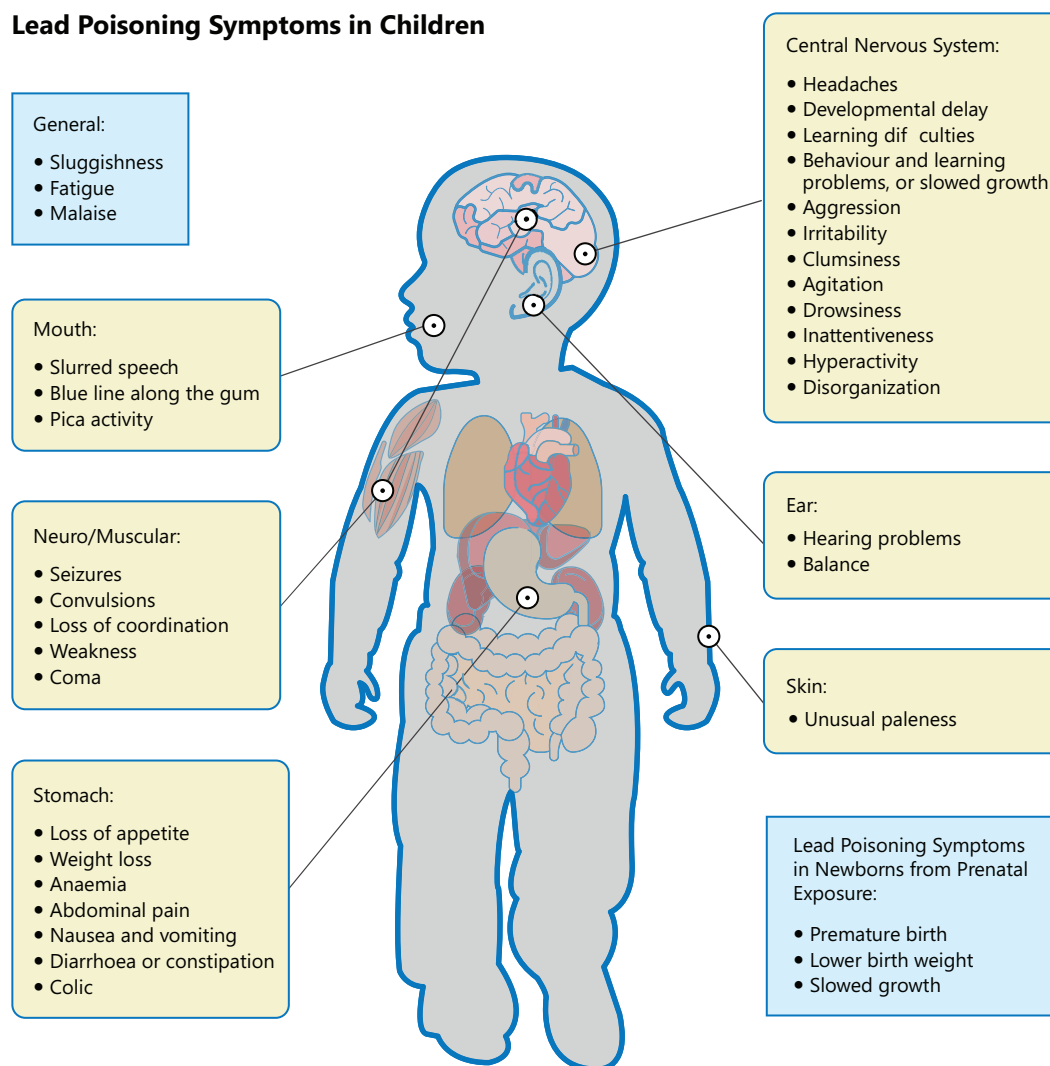 Lead Poisoning Symptoms in Children
General:
• Sluggishness
• Fatigue
• Malaise
Mouth:
• Slurred speech
• Blue line along the gum
• Pica activity
Neuro/Muscular:
• Seizures
• Convulsions
• Loss of coordination
• Weakness
• Coma
Stomach:
• Loss of appetite
• Weight loss
• Anaemia
• Abdominal pain
• Nausea and vomiting
• Diarrhoea or constipation
• Colic
Central Nervous System:
• Headaches
• Developmental delay
• Learning dif culties
• Behaviour and learning
problems, or slowed growth
• Aggression
• Irritability
• Clumsiness
• Agitation
• Drowsiness
• Inattentiveness
• Hyperactivity
• Disorganization
Ear:
• Hearing problems
• Balance
Skin:
• Unusual paleness
Lead Poisoning Symptoms
in Newborns from Prenatal
Exposure:
• Premature birth
• Lower birth weight
• Slowed growth